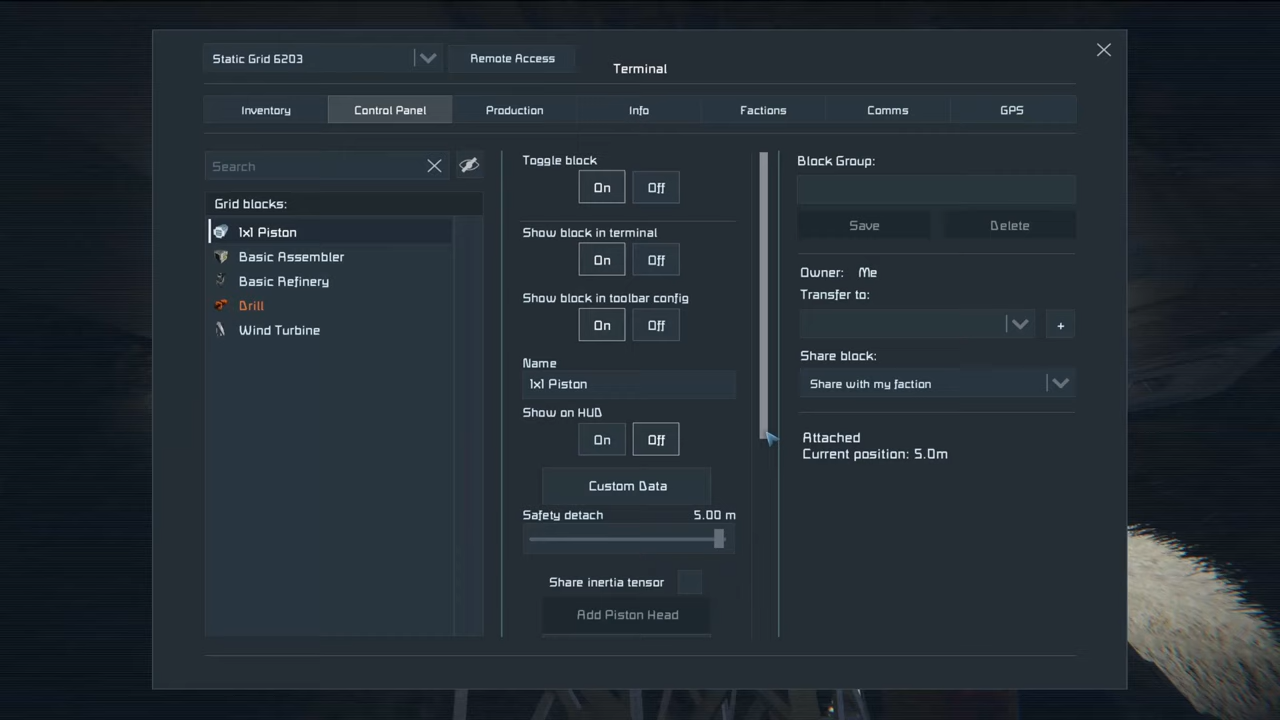 Static Grid 6203
Remote Access
Terminal
Inventory
Control Panel
Production
Info
Factions
Comms
GPS
Search
Grid blocks:
1x1 Piston
Basic Assembler
Basic Refinery
Drill
Wind Turbine
Toggle block
On Off
Show block in terminal
On Off
Show block in toolbar config
On Off
Name
1x1 Piston
Show on HUD
On Off
Custom Data
Safety detach 5.00 m
Share inertia tensor
Add Piston Head
Block Group:
Save Delete
Owner: Me
Transfer to:
+
Share block:
Share with my faction
Attached
Current position: 5.0m